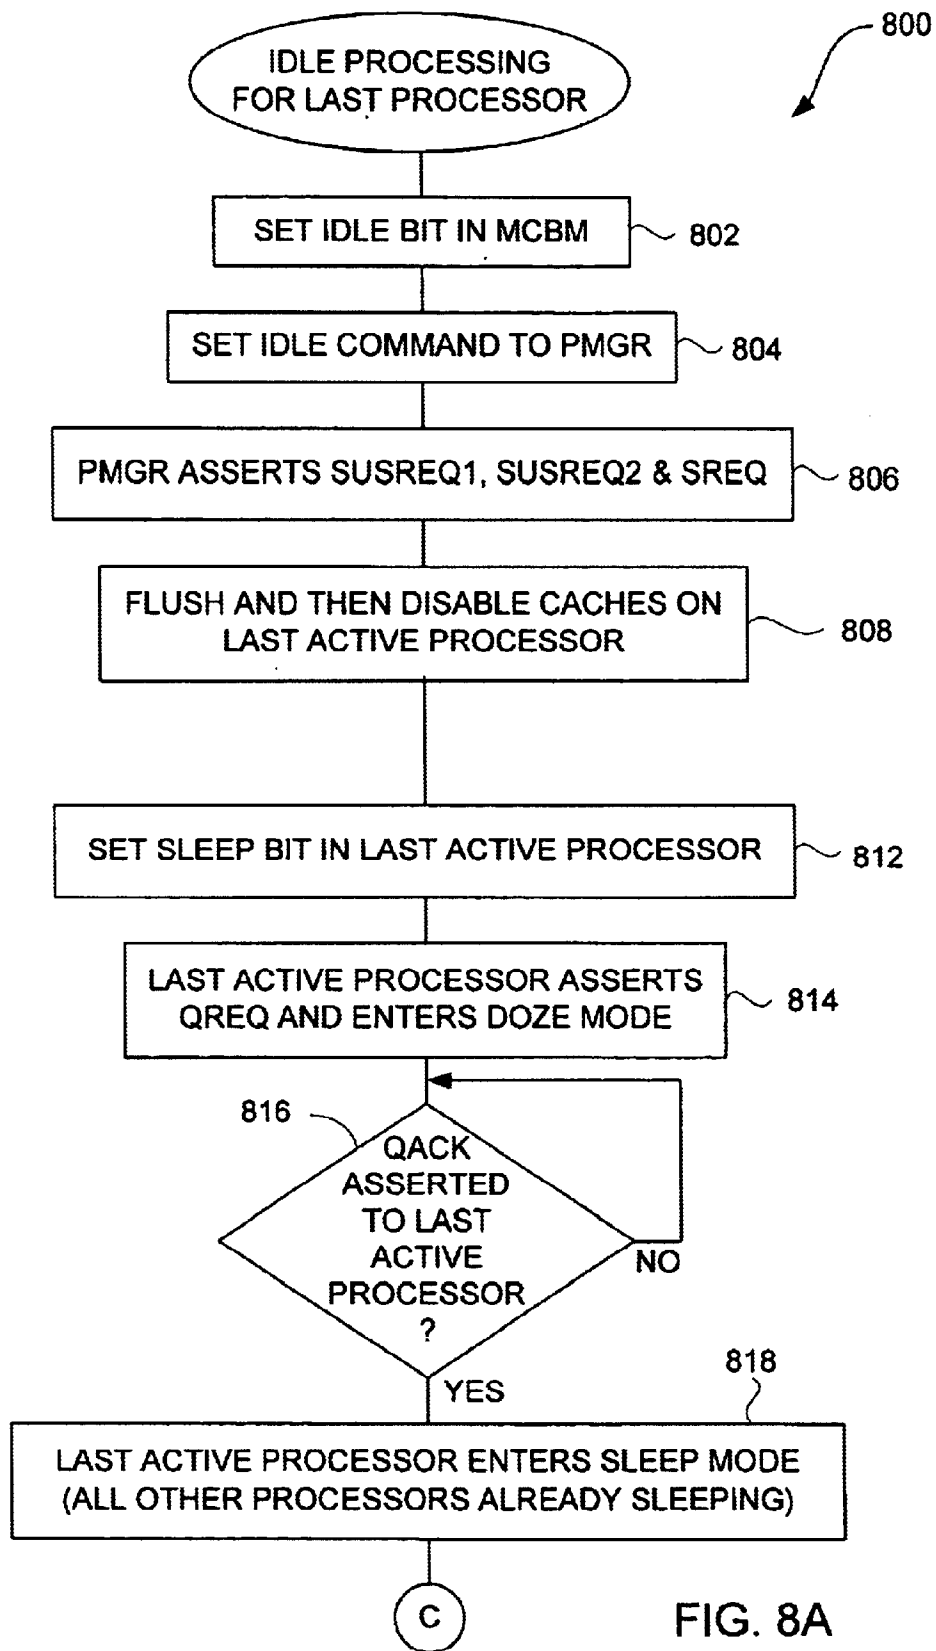 800
IDLE PROCESSING
FOR LAST PROCESSOR
SET IDLE BIT IN MCBM
802
SET IDLE COMMAND TO PMGR
804
PMGR ASSERTS SUSREQ1, SUSREQ2 & SREQ
806
FLUSH AND THEN DISABLE CACHES ON
LAST ACTIVE PROCESSOR
808
SET SLEEP BIT IN LAST ACTIVE PROCESSOR
812
LAST ACTIVE PROCESSOR ASSERTS
QREQ AND ENTERS DOZE MODE
814
816
QACK
ASSERTED
TO LAST
ACTIVE
PROCESSOR
?
NO
YES
818
LAST ACTIVE PROCESSOR ENTERS SLEEP MODE
(ALL OTHER PROCESSORS ALREADY SLEEPING)
C
FIG. 8A